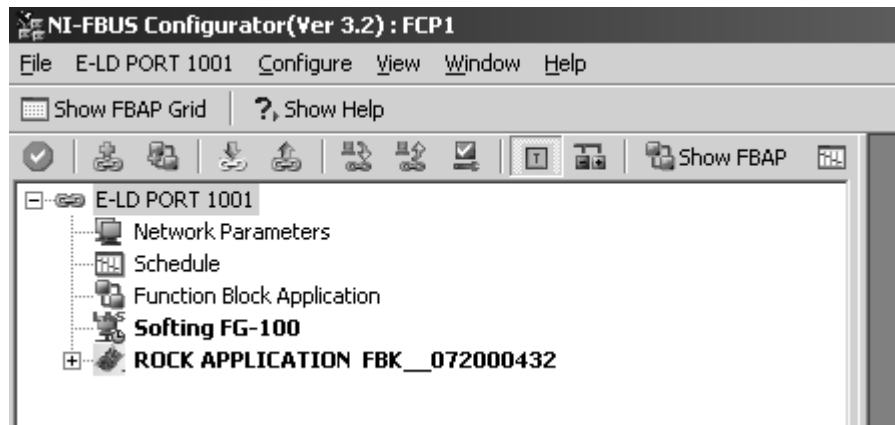 NI-FBUS Configurator(Ver 3.2) : FCP1
File E-LD PORT 1001 Configure View Window Help
Show FBAP Grid ?, Show Help
T Show FBAP
E-LD PORT 1001
Network Parameters
Schedule
Function Block Application
Softing FG-100
ROCK APPLICATION FBK__072000432